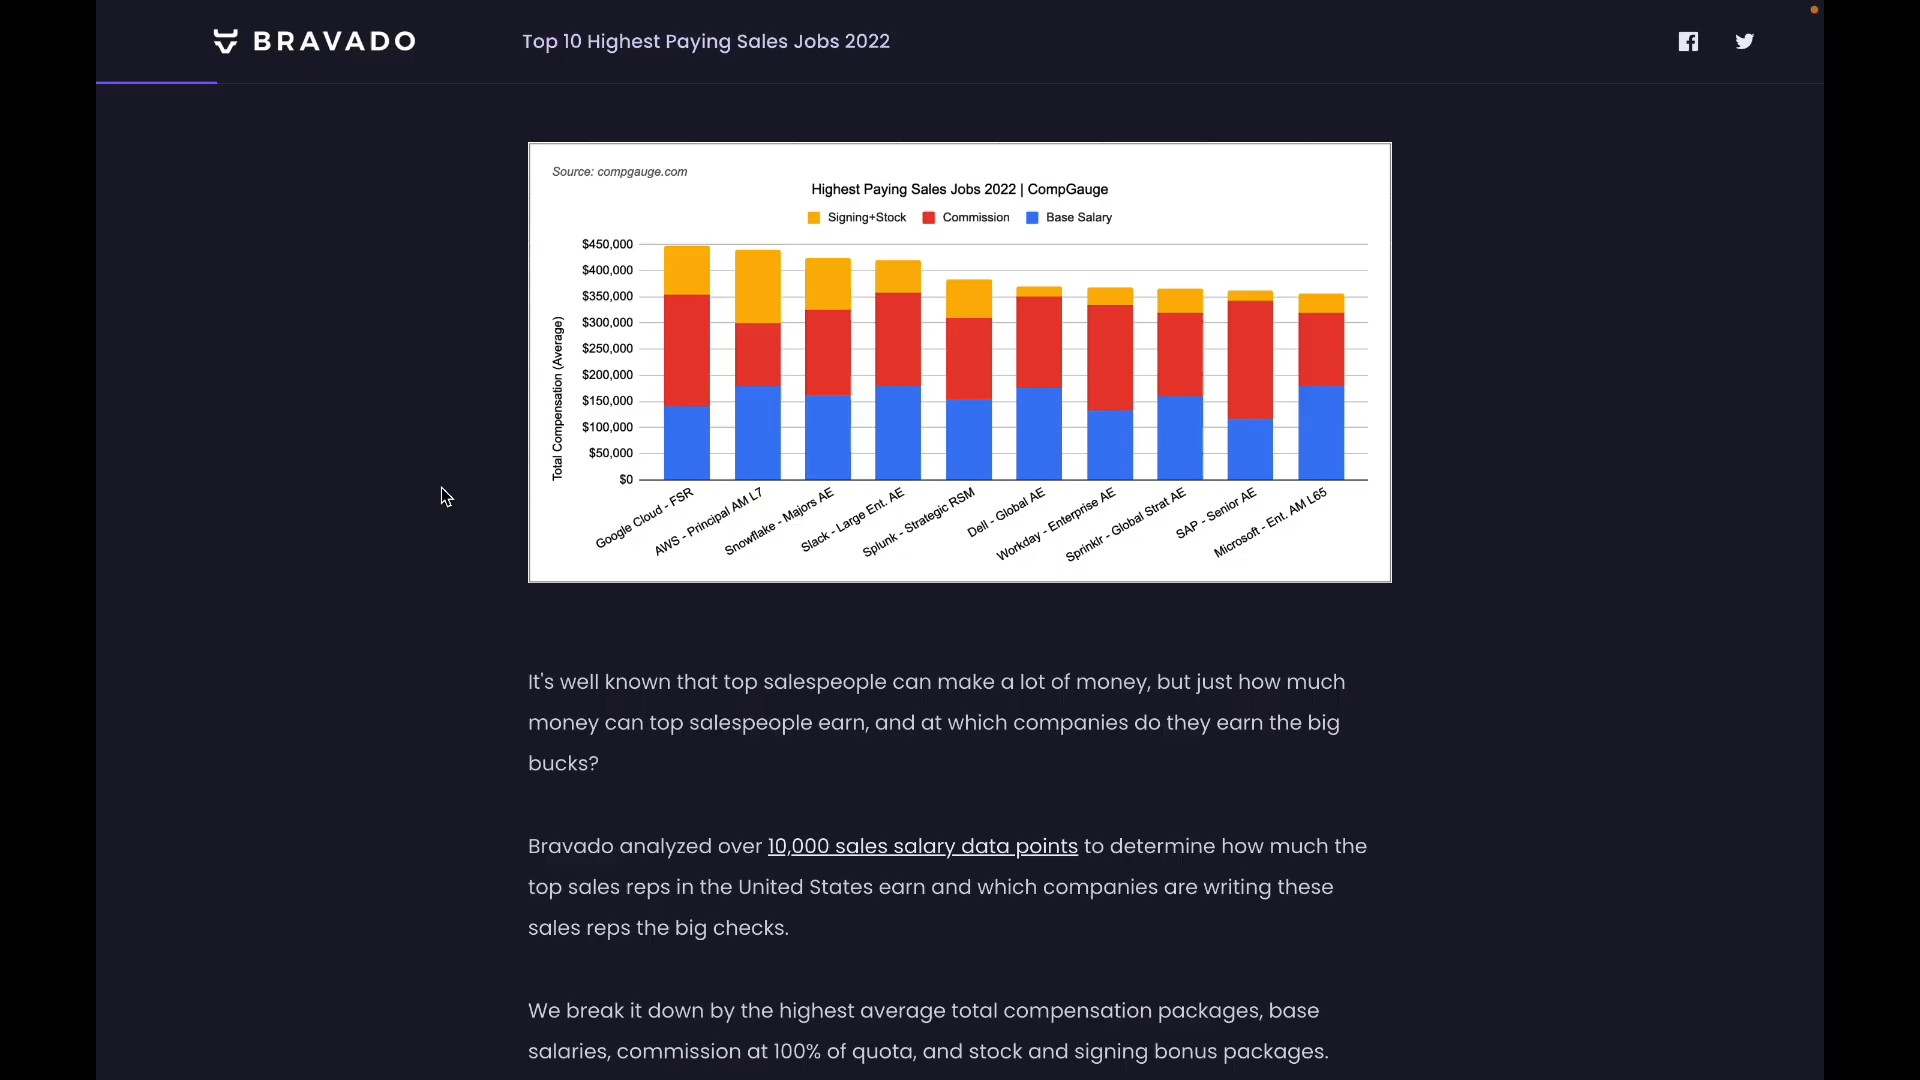 BRAVADO
Top 10 Highest Paying Sales Jobs 2022
Source: compgauge.com
Highest Paying Sales Jobs 2022 | CompGauge
Signing+Stock Commission Base Salary
Total Compensation (Average)
$450,000
$400,000
$350,000
$300,000
$250,000
$200,000
$150,000
$100,000
$50,000
$0
Google Cloud - FSR
AWS - Principal AM L7
Snowflake - Majors AE
Slack - Large Ent. AE
Splunk - Strategic RSM
Dell - Global AE
Workday - Enterprise AE
Sprinklr - Global Strat AE
SAP - Senior AE
Microsoft - Ent. AM L65
It's well known that top salespeople can make a lot of money, but just how much
money can top salespeople earn, and at which companies do they earn the big
bucks?
Bravado analyzed over 10,000 sales salary data points to determine how much the
top sales reps in the United States earn and which companies are writing these
sales reps the big checks.
We break it down by the highest average total compensation packages, base
salaries, commission at 100% of quota, and stock and signing bonus packages.